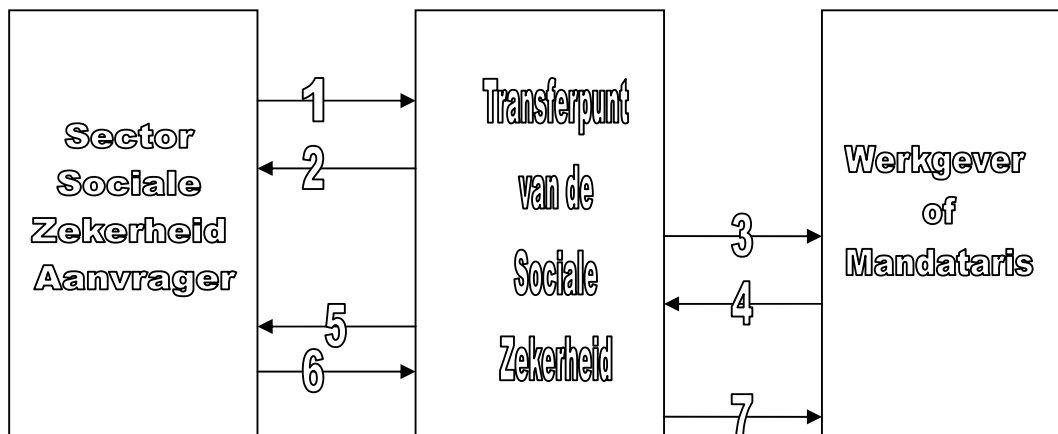 Sector
Sociale
Zekerheid
Aanvrager
1
2
5
6
Transferpunt
van de
Sociale
Zekerheid
3
4
7
Werkgever
of
Mandataris